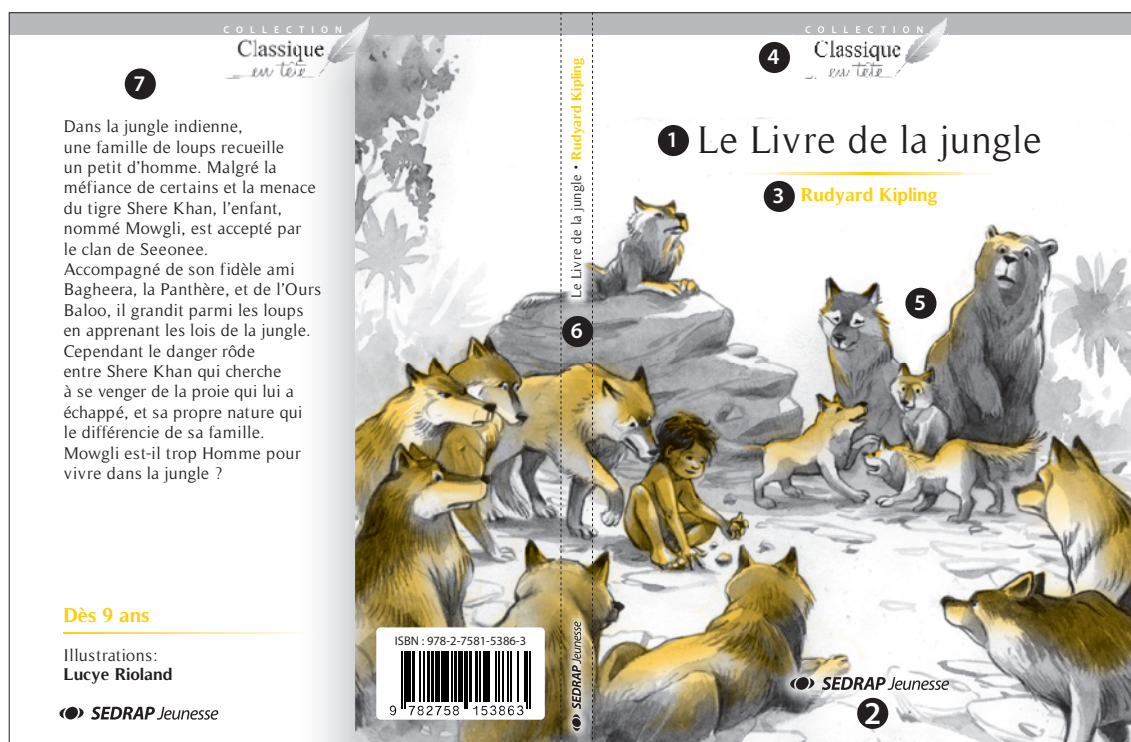 COLLECTION
Classique
en tête
7
Dans la jungle indienne,
une famille de loups recueille
un petit d’homme. Malgré la
méfiance de certains et la menace
du tigre Shere Khan, l’enfant,
nommé Mowgli, est accepté par
le clan de Seeonee.
Accompagné de son fidèle ami
Bagheera, la Panthère, et de l’Ours
Baloo, il grandit parmi les loups
en apprenant les lois de la jungle.
Cependant le danger rôde
entre Shere Khan qui cherche
à se venger de la proie qui lui a
échappé, et sa propre nature qui
le différencie de sa famille.
Mowgli est-il trop Homme pour
vivre dans la jungle ?
Dès 9 ans
Illustrations:
Lucye Rioland
SEDRAP Jeunesse
ISBN : 978-2-7581-5386-3
9 782758 153863
Le Livre de la jungle • Rudyard Kipling
6
SEDRAP Jeunesse
COLLECTION
4 Classique
en tête
1 Le Livre de la jungle
3 Rudyard Kipling
5
SEDRAP Jeunesse
2